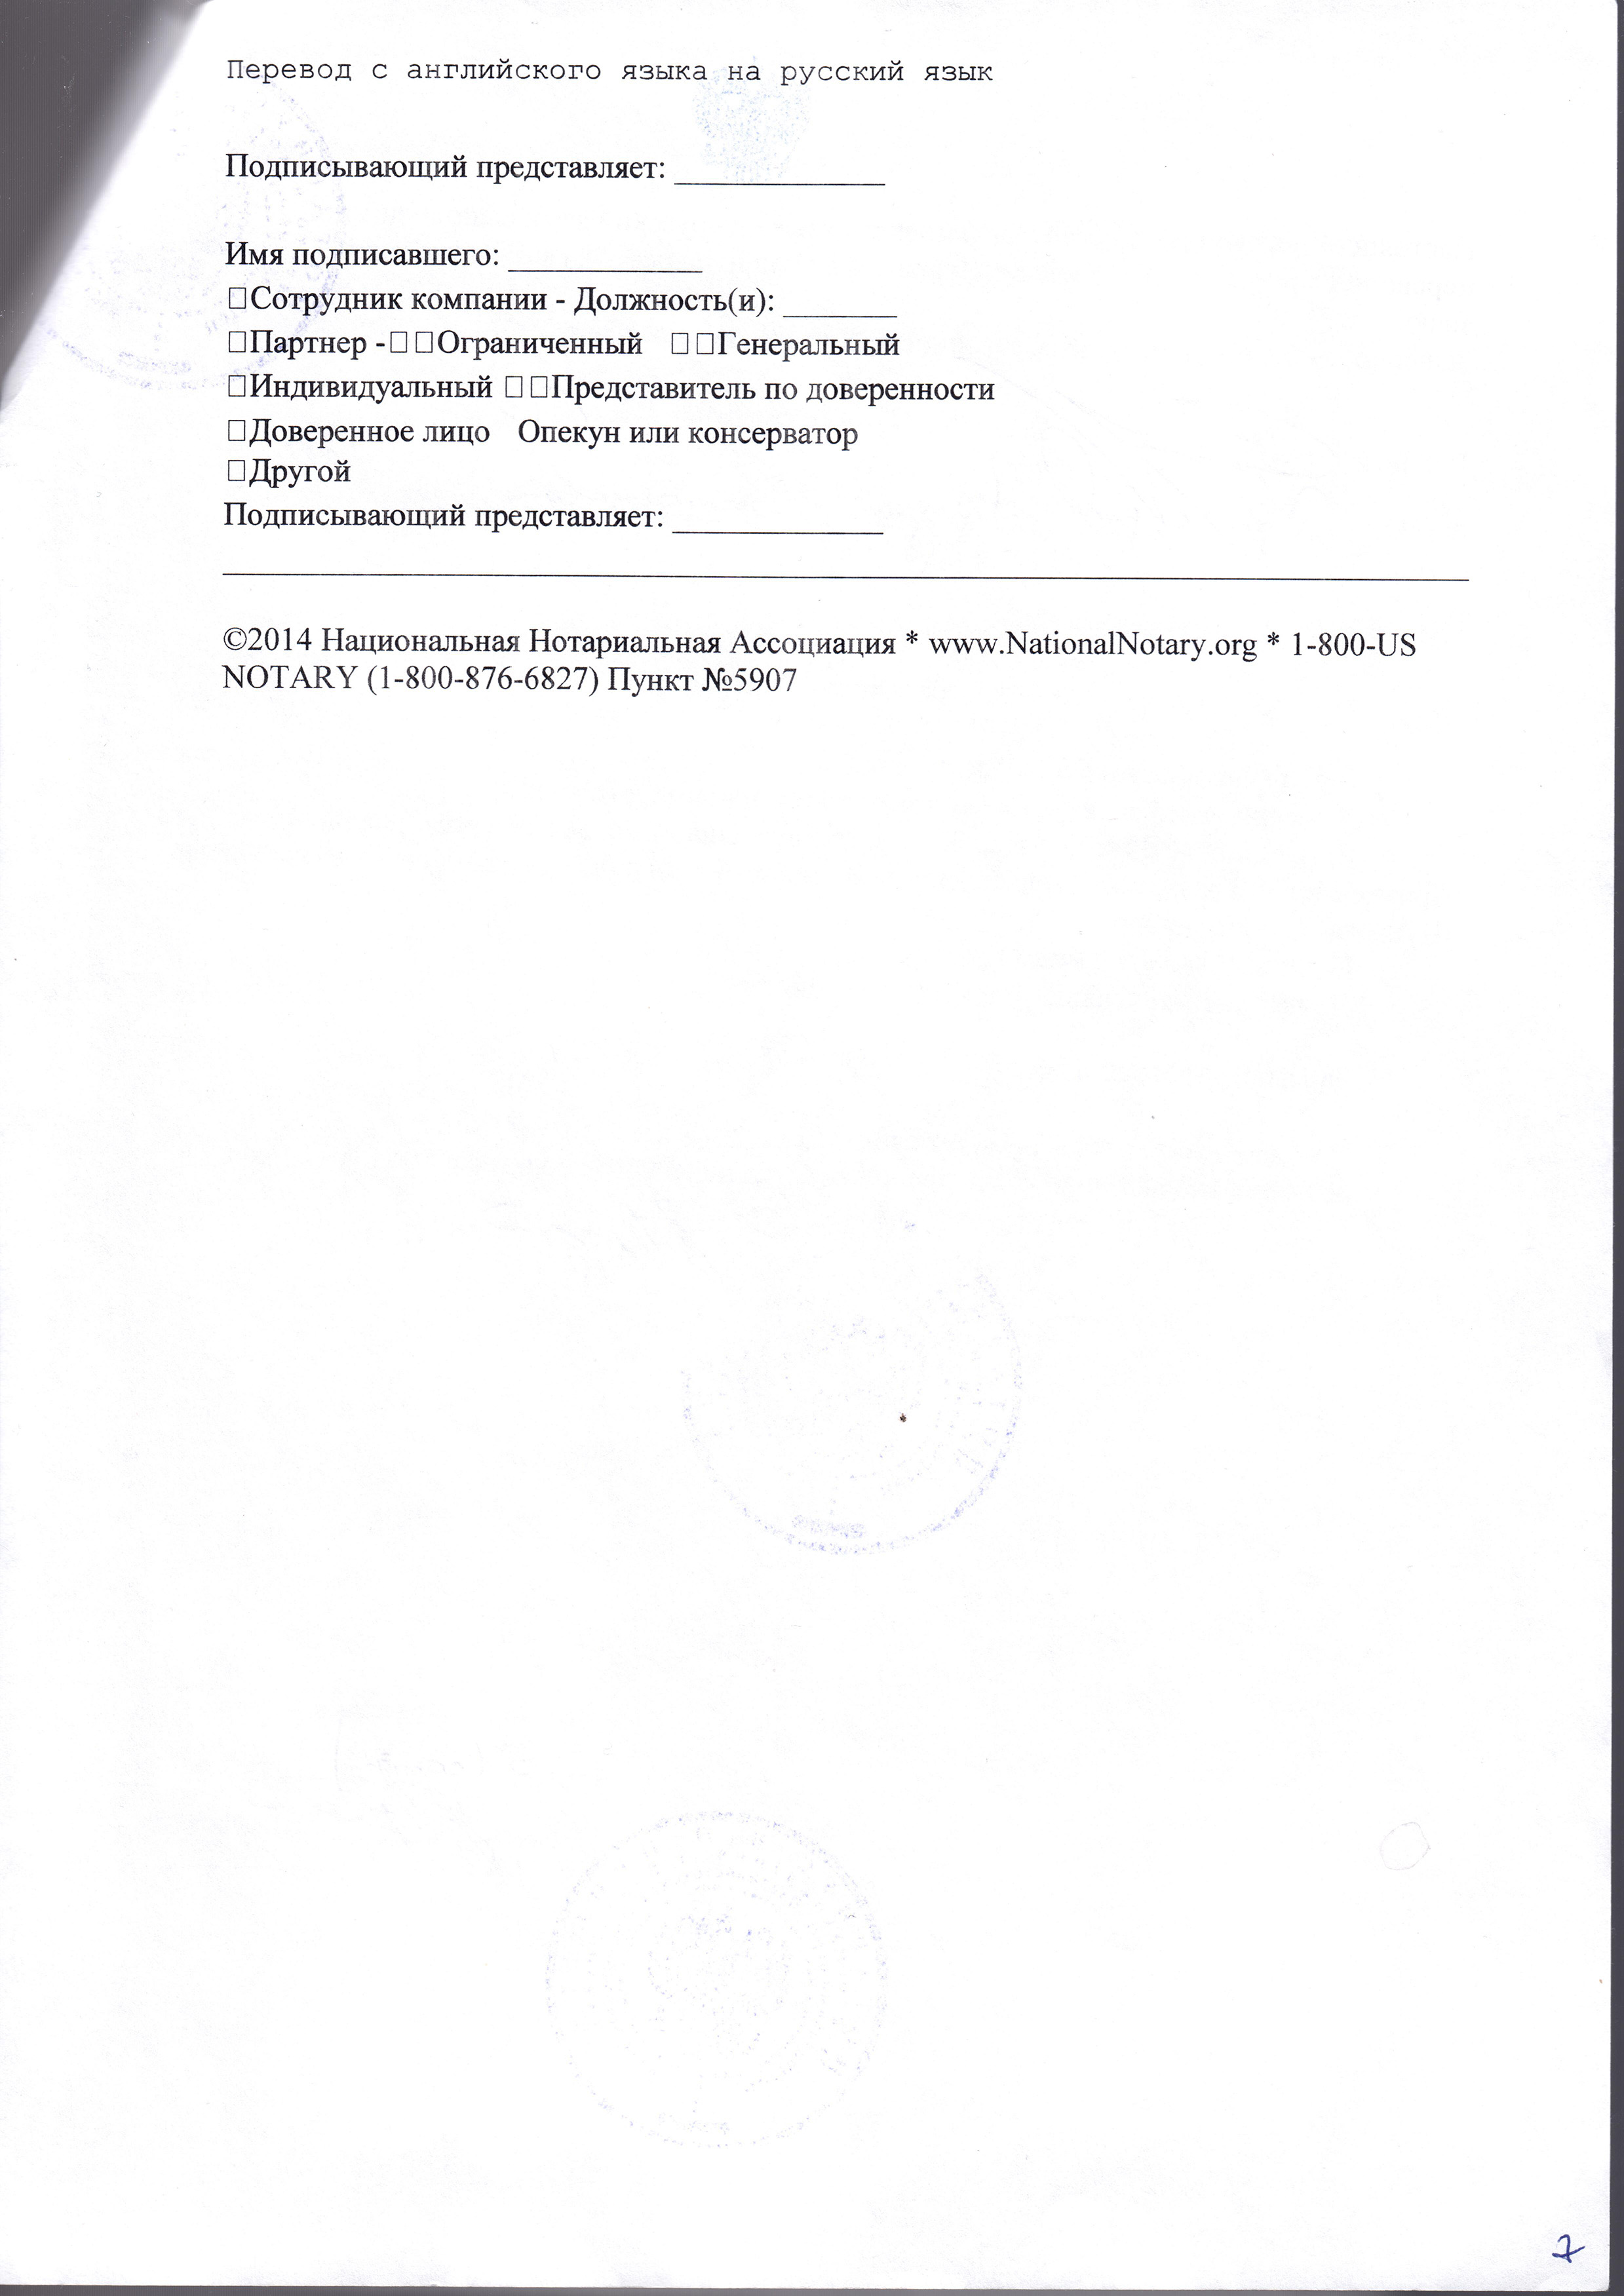 Перевод с английского языка на русский язык
Подписывающий представляет: _____________
Имя подписавшего: ____________
□Сотрудник компании - Должность(и): _______
□Партнер -□ □Ограниченный □ □Генеральный
□Индивидуальный □ □Представитель по доверенности
□Доверенное лицо Опекун или консерватор
□Другой
Подписывающий представляет: _____________
©2014 Национальная Нотариальная Ассоциация * www.NationalNotary.org * 1-800-US
NOTARY (1-800-876-6827) Пункт №5907
7